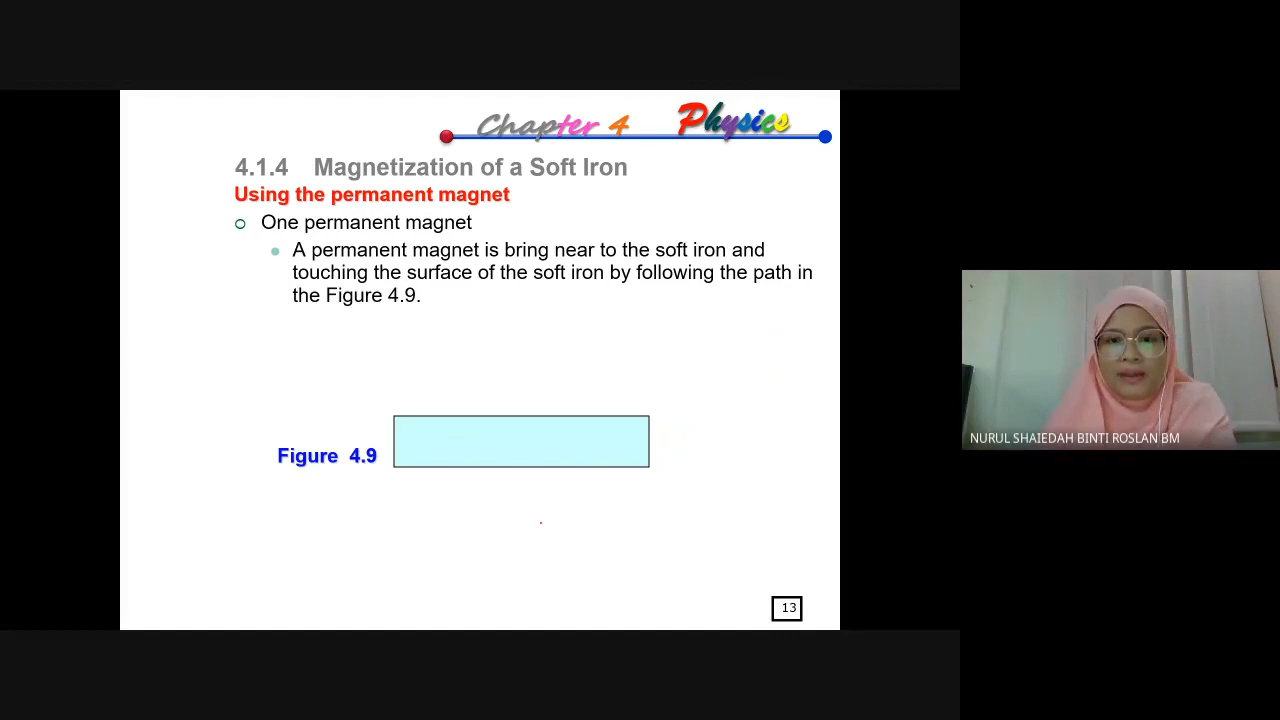 Chapter 4 Physics
4.1.4 Magnetization of a Soft Iron
Using the permanent magnet
One permanent magnet
A permanent magnet is bring near to the soft iron and
touching the surface of the soft iron by following the path in
the Figure 4.9.
Figure 4.9
NURUL SHAIEDAH BINTI ROSLAN BM
13